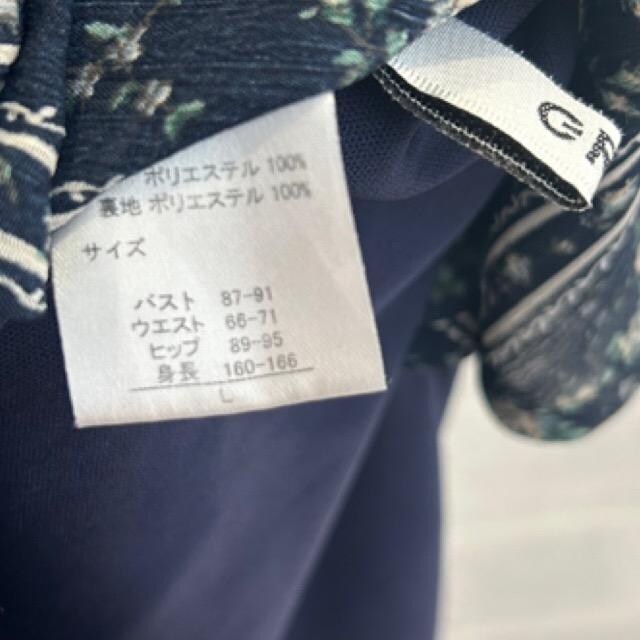 ポリエステル 100%
裏地 ポリエステル 100%
サイズ
バスト 87-91
ウエスト 66-71
ヒップ 89-95
身長 160-166
L